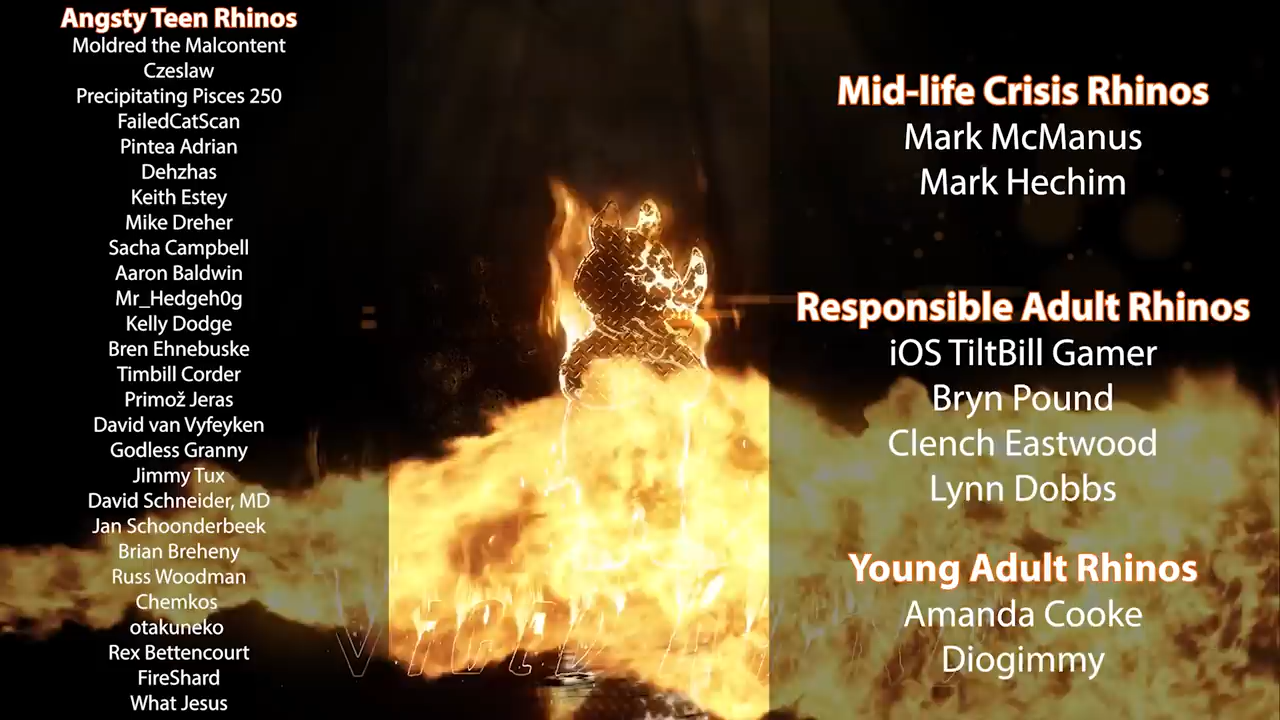 Angsty Teen Rhinos
Moldred the Malcontent
Czeslaw
Precipitating Pisces 250
FailedCatScan
Pintea Adrian
Dehzhas
Keith Estey
Mike Dreher
Sacha Campbell
Aaron Baldwin
Mr_Hedgeh0g
Kelly Dodge
Bren Ehnebuske
Timbill Corder
Primož Jeras
David van Vyfeyken
Godless Granny
Jimmy Tux
David Schneider, MD
Jan Schoonderbeek
Brian Breheny
Russ Woodman
Chemkos
otakuneko
Rex Bettencourt
FireShard
What Jesus
Mid-life Crisis Rhinos
Mark McManus
Mark Hechim
Responsible Adult Rhinos
iOS TiltBill Gamer
Bryn Pound
Clench Eastwood
Lynn Dobbs
Young Adult Rhinos
Amanda Cooke
Diogimmy